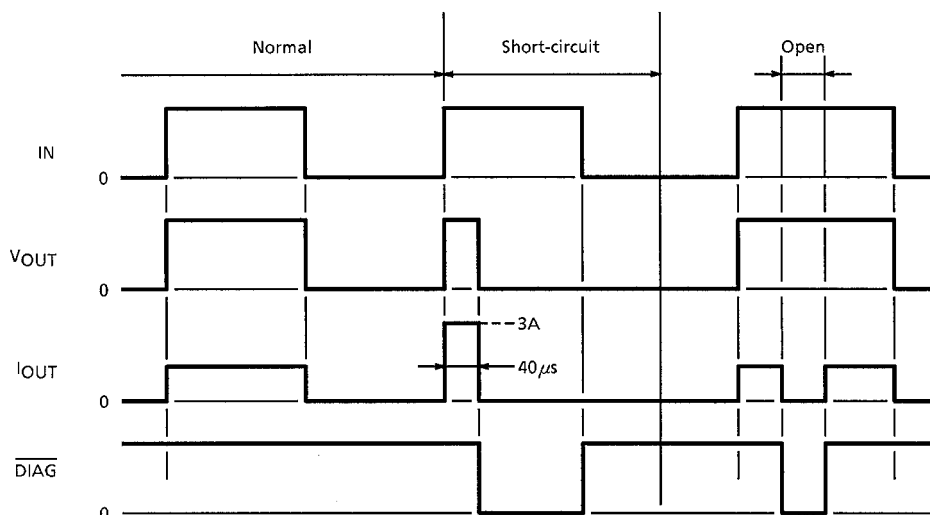 Normal
Short-circuit
Open
IN
0
VOUT
0
3A
IOUT
40μs
0
DIAG
0